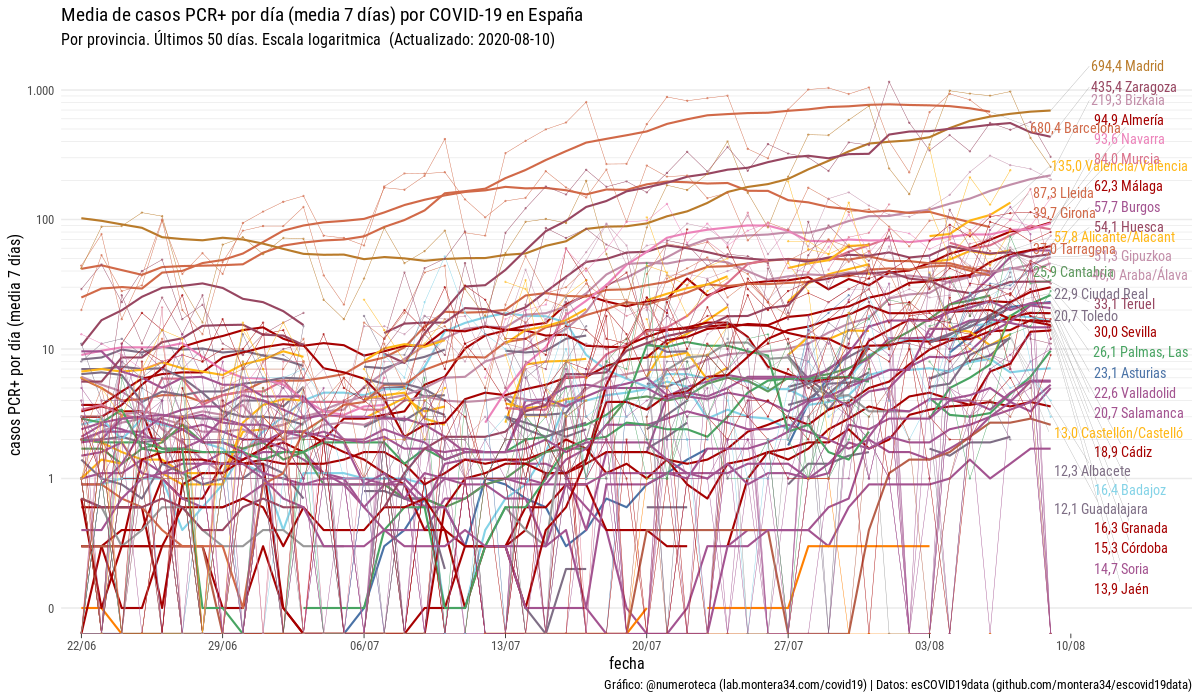 Media de casos PCR+ por día (media 7 días) por COVID-19 en España
Por provincia. Últimos 50 días. Escala logaritmica (Actualizado: 2020-08-10)
casos PCR+ por día (media 7 días)
1.000
100
10
1
0
694,4 Madrid
435,4 Zaragoza
219,3 Bizkaia
94,9 Almería
680,4 Barcelona
93,6 Navarra
84,0 Murcia
135,0 Valencia/València
62,3 Málaga
87,3 Lleida
57,7 Burgos
39,7 Girona
54,1 Huesca
57,8 Alicante/Alacant
Tarragona
51,3 Gipuzkoa
25,9 Cantabria
Araba/Álava
22,9 Ciudad Real
33,1 Teruel
20,7 Toledo
30,0 Sevilla
26,1 Palmas, Las
23,1 Asturias
22,6 Valladolid
20,7 Salamanca
13,0 Castellón/Castelló
18,9 Cádiz
12,3 Albacete
16,4 Badajoz
12,1 Guadalajara
16,3 Granada
15,3 Córdoba
14,7 Soria
13,9 Jaén
22/06 29/06 06/07 13/07 20/07 27/07 03/08 10/08
fecha
Gráfico: @numeroteca (lab.montera34.com/covid19) | Datos: esCOVID19data (github.com/montera34/escovid19data)